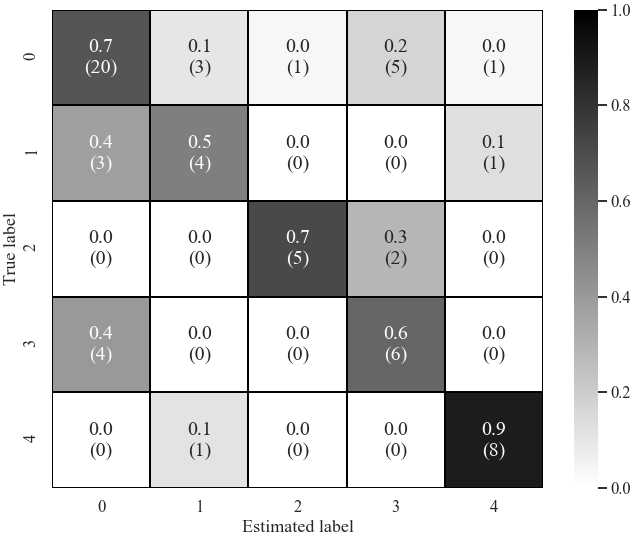 0.7 0.1 0.0 0.2 0.0
(20) (3) (1) (5) (1)
0
0.4 0.5 0.0 0.0 0.1
(3) (4) (0) (0) (1)
1
0.0 0.0 0.7 0.3 0.0
(0) (0) (5) (2) (0)
2
0.4 0.0 0.0 0.6 0.0
(4) (0) (0) (6) (0)
3
0.0 0.1 0.0 0.0 0.9
(0) (1) (0) (0) (8)
4
True label
0 1 2 3 4
Estimated label
1.0
0.8
0.6
0.4
0.2
0.0